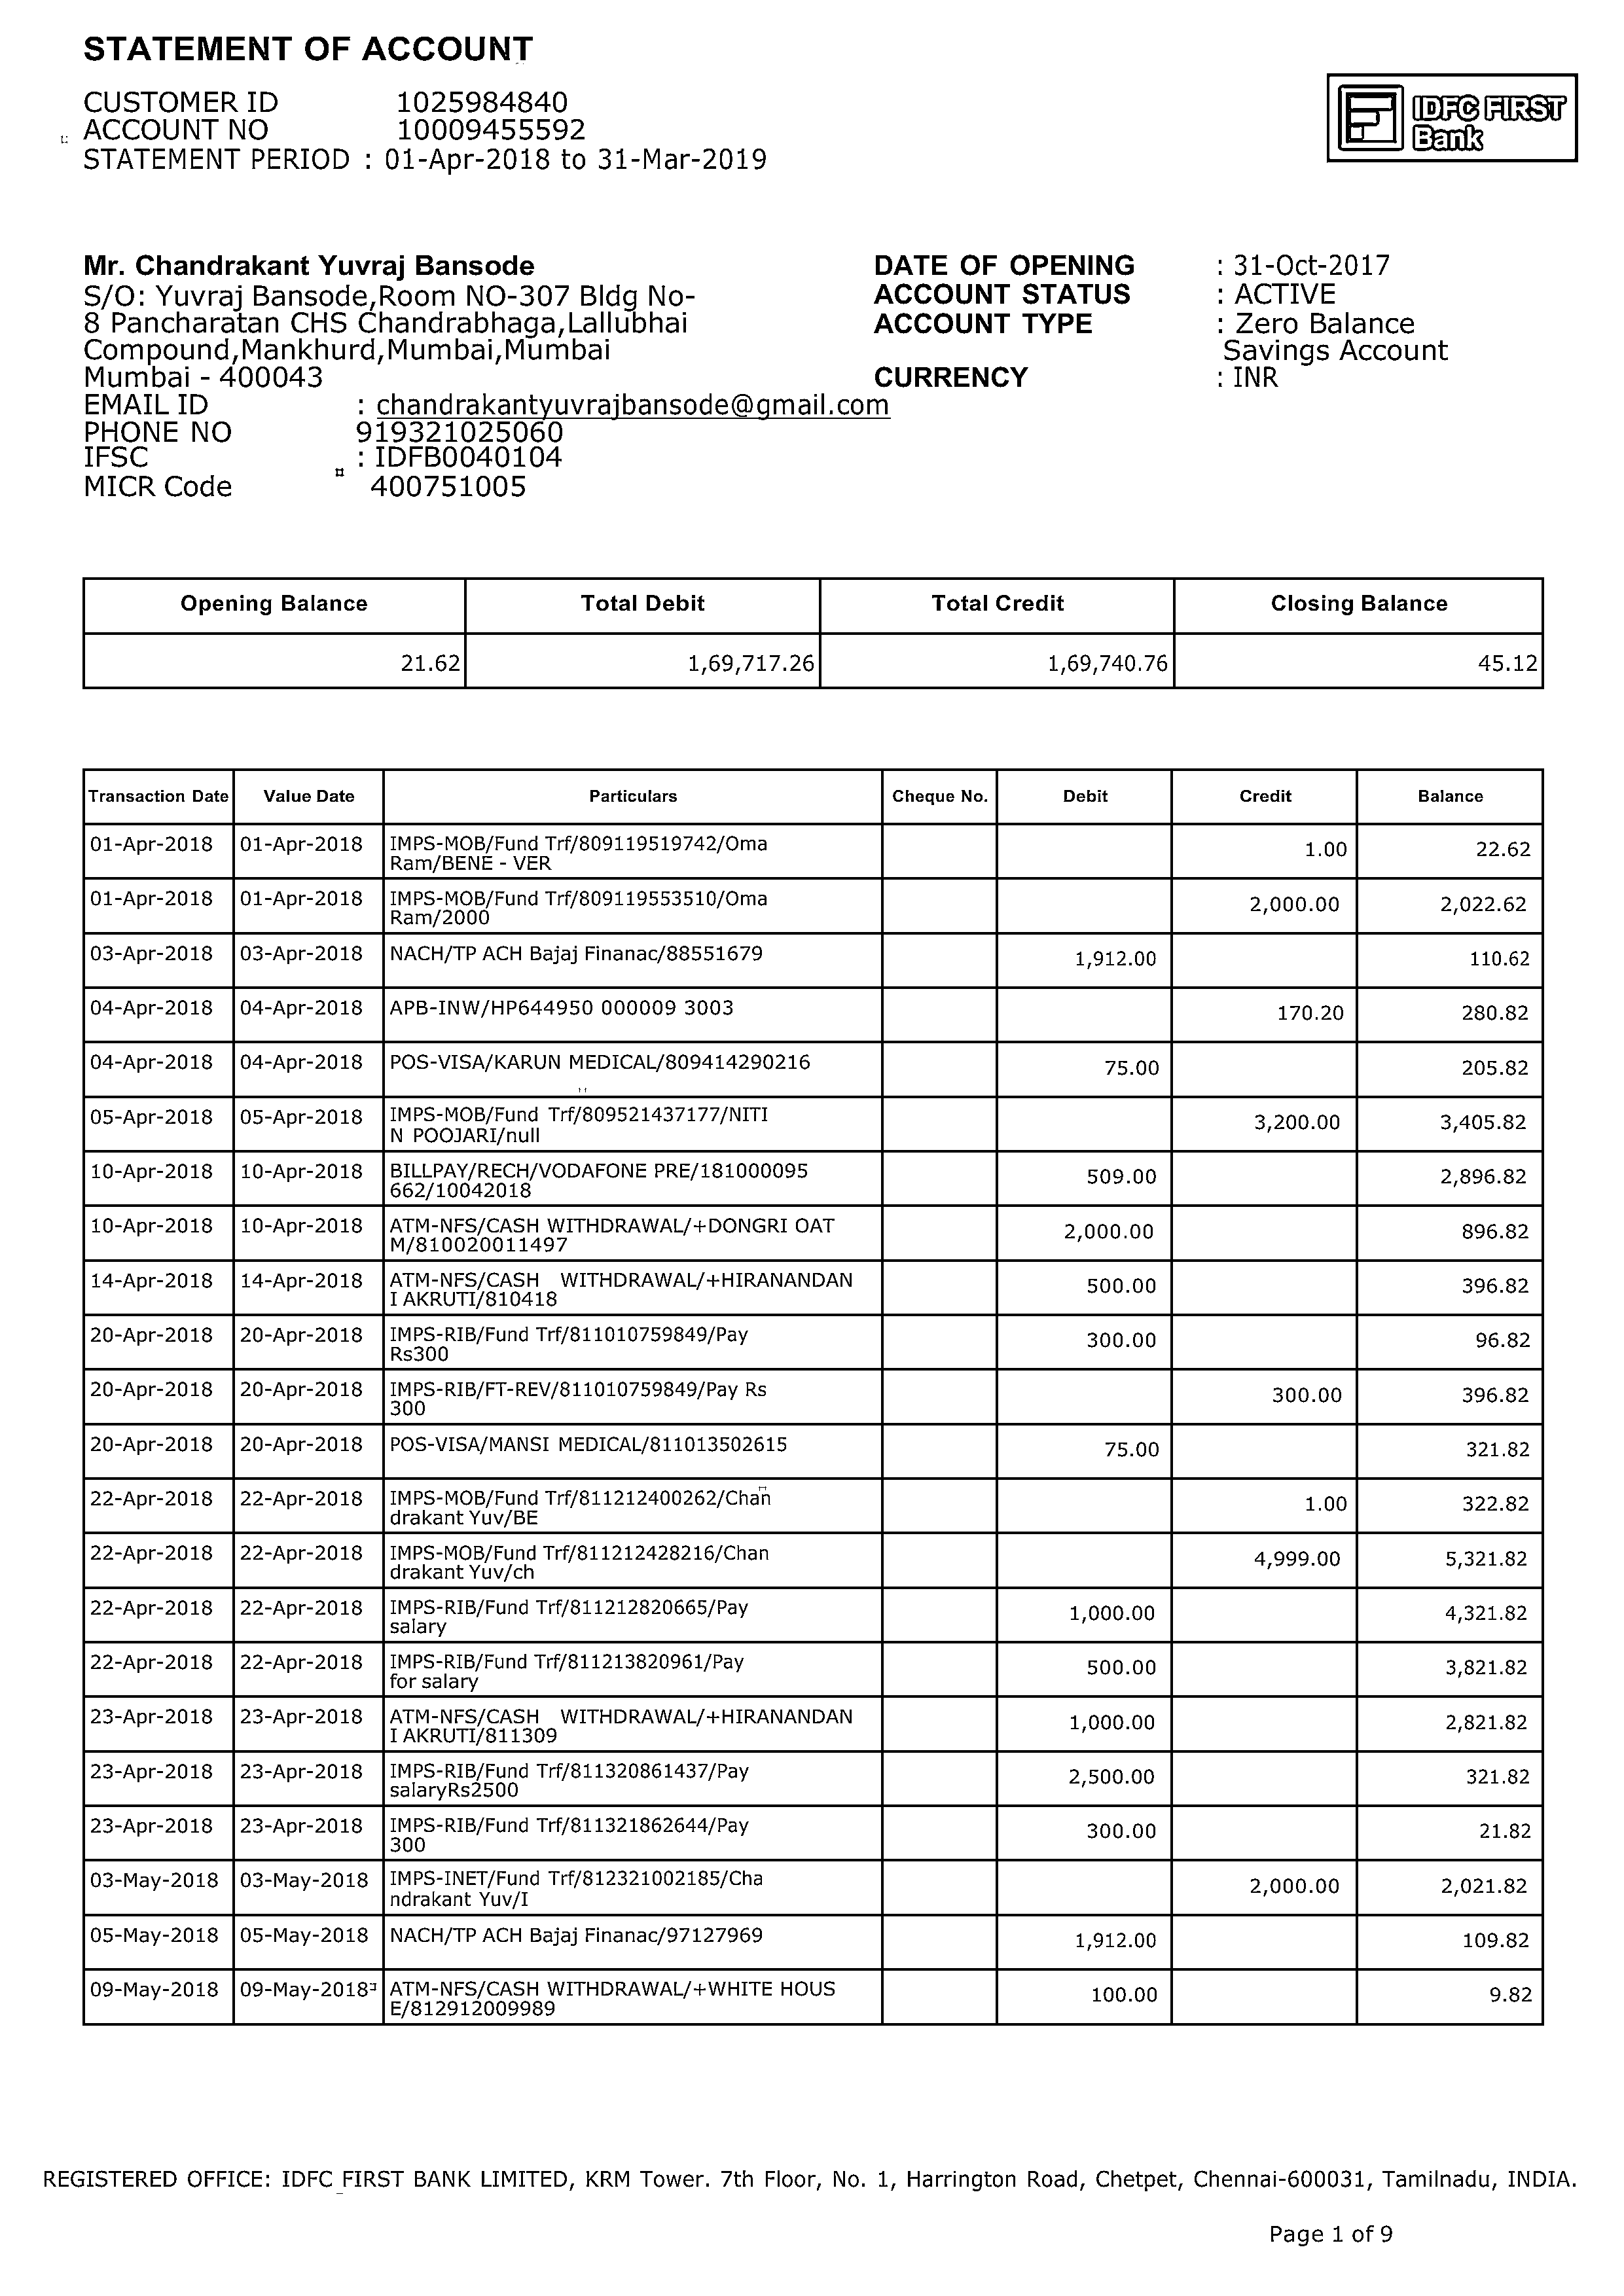 STATEMENT OF ACCOUNT
CUSTOMER ID 1025984840
ACCOUNT NO 10009455592
STATEMENT PERIOD : 01-Apr-2018 to 31-Mar-2019
IDFC FIRST
Bank
Mr. Chandrakant Yuvraj Bansode
S/O: Yuvraj Bansode,Room NO-307 Bldg No-
8 Pancharatan CHS Chandrabhaga,Lallubhai
Compound,Mankhurd,Mumbai,Mumbai
Mumbai - 400043
EMAIL ID : chandrakantyuvrajbansode@gmail.com
PHONE NO 919321025060
IFSC : IDFB0040104
MICR Code 400751005
DATE OF OPENING : 31-Oct-2017
ACCOUNT STATUS : ACTIVE
ACCOUNT TYPE : Zero Balance
Savings Account
CURRENCY : INR
Opening Balance Total Debit Total Credit Closing Balance
21.62 1,69,717.26 1,69,740.76 45.12
Transaction Date Value Date Particulars Cheque No. Debit Credit Balance
01-Apr-2018 01-Apr-2018 IMPS-MOB/Fund Trf/809119519742/Oma 1.00 22.62
Ram/BENE - VER
01-Apr-2018 01-Apr-2018 IMPS-MOB/Fund Trf/809119553510/Oma 2,000.00 2,022.62
Ram/2000
03-Apr-2018 03-Apr-2018 NACH/TP ACH Bajaj Finanac/88551679 1,912.00 110.62
04-Apr-2018 04-Apr-2018 APB-INW/HP644950 000009 3003 170.20 280.82
04-Apr-2018 04-Apr-2018 POS-VISA/KARUN MEDICAL/809414290216 75.00 205.82
05-Apr-2018 05-Apr-2018 IMPS-MOB/Fund Trf/809521437177/NITI 3,200.00 3,405.82
N POOJARI/null
10-Apr-2018 10-Apr-2018 BILLPAY/RECH/VODAFONE PRE/181000095 509.00 2,896.82
662/10042018
10-Apr-2018 10-Apr-2018 ATM-NFS/CASH WITHDRAWAL/+DONGRI OAT 2,000.00 896.82
M/810020011497
14-Apr-2018 14-Apr-2018 ATM-NFS/CASH WITHDRAWAL/+HIRANANDAN 500.00 396.82
I AKRUTI/810418
20-Apr-2018 20-Apr-2018 IMPS-RIB/Fund Trf/811010759849/Pay 300.00 96.82
Rs300
20-Apr-2018 20-Apr-2018 IMPS-RIB/FT-REV/811010759849/Pay Rs 300.00 396.82
300
20-Apr-2018 20-Apr-2018 POS-VISA/MANSI MEDICAL/811013502615 75.00 321.82
22-Apr-2018 22-Apr-2018 IMPS-MOB/Fund Trf/811212400262/Chan 1.00 322.82
drakant Yuv/BE
22-Apr-2018 22-Apr-2018 IMPS-MOB/Fund Trf/811212428216/Chan 4,999.00 5,321.82
drakant Yuv/ch
22-Apr-2018 22-Apr-2018 IMPS-RIB/Fund Trf/811212820665/Pay 1,000.00 4,321.82
salary
22-Apr-2018 22-Apr-2018 IMPS-RIB/Fund Trf/811213820961/Pay 500.00 3,821.82
for salary
23-Apr-2018 23-Apr-2018 ATM-NFS/CASH WITHDRAWAL/+HIRANANDAN 1,000.00 2,821.82
I AKRUTI/811309
23-Apr-2018 23-Apr-2018 IMPS-RIB/Fund Trf/811320861437/Pay 2,500.00 321.82
salaryRs2500
23-Apr-2018 23-Apr-2018 IMPS-RIB/Fund Trf/811321862644/Pay 300.00 21.82
300
03-May-2018 03-May-2018 IMPS-INET/Fund Trf/812321002185/Cha 2,000.00 2,021.82
ndrakant Yuv/I
05-May-2018 05-May-2018 NACH/TP ACH Bajaj Finanac/97127969 1,912.00 109.82
09-May-2018 09-May-2018 ATM-NFS/CASH WITHDRAWAL/+WHITE HOUS 100.00 9.82
E/812912009989
REGISTERED OFFICE: IDFC FIRST BANK LIMITED, KRM Tower. 7th Floor, No. 1, Harrington Road, Chetpet, Chennai-600031, Tamilnadu, INDIA.
Page 1 of 9